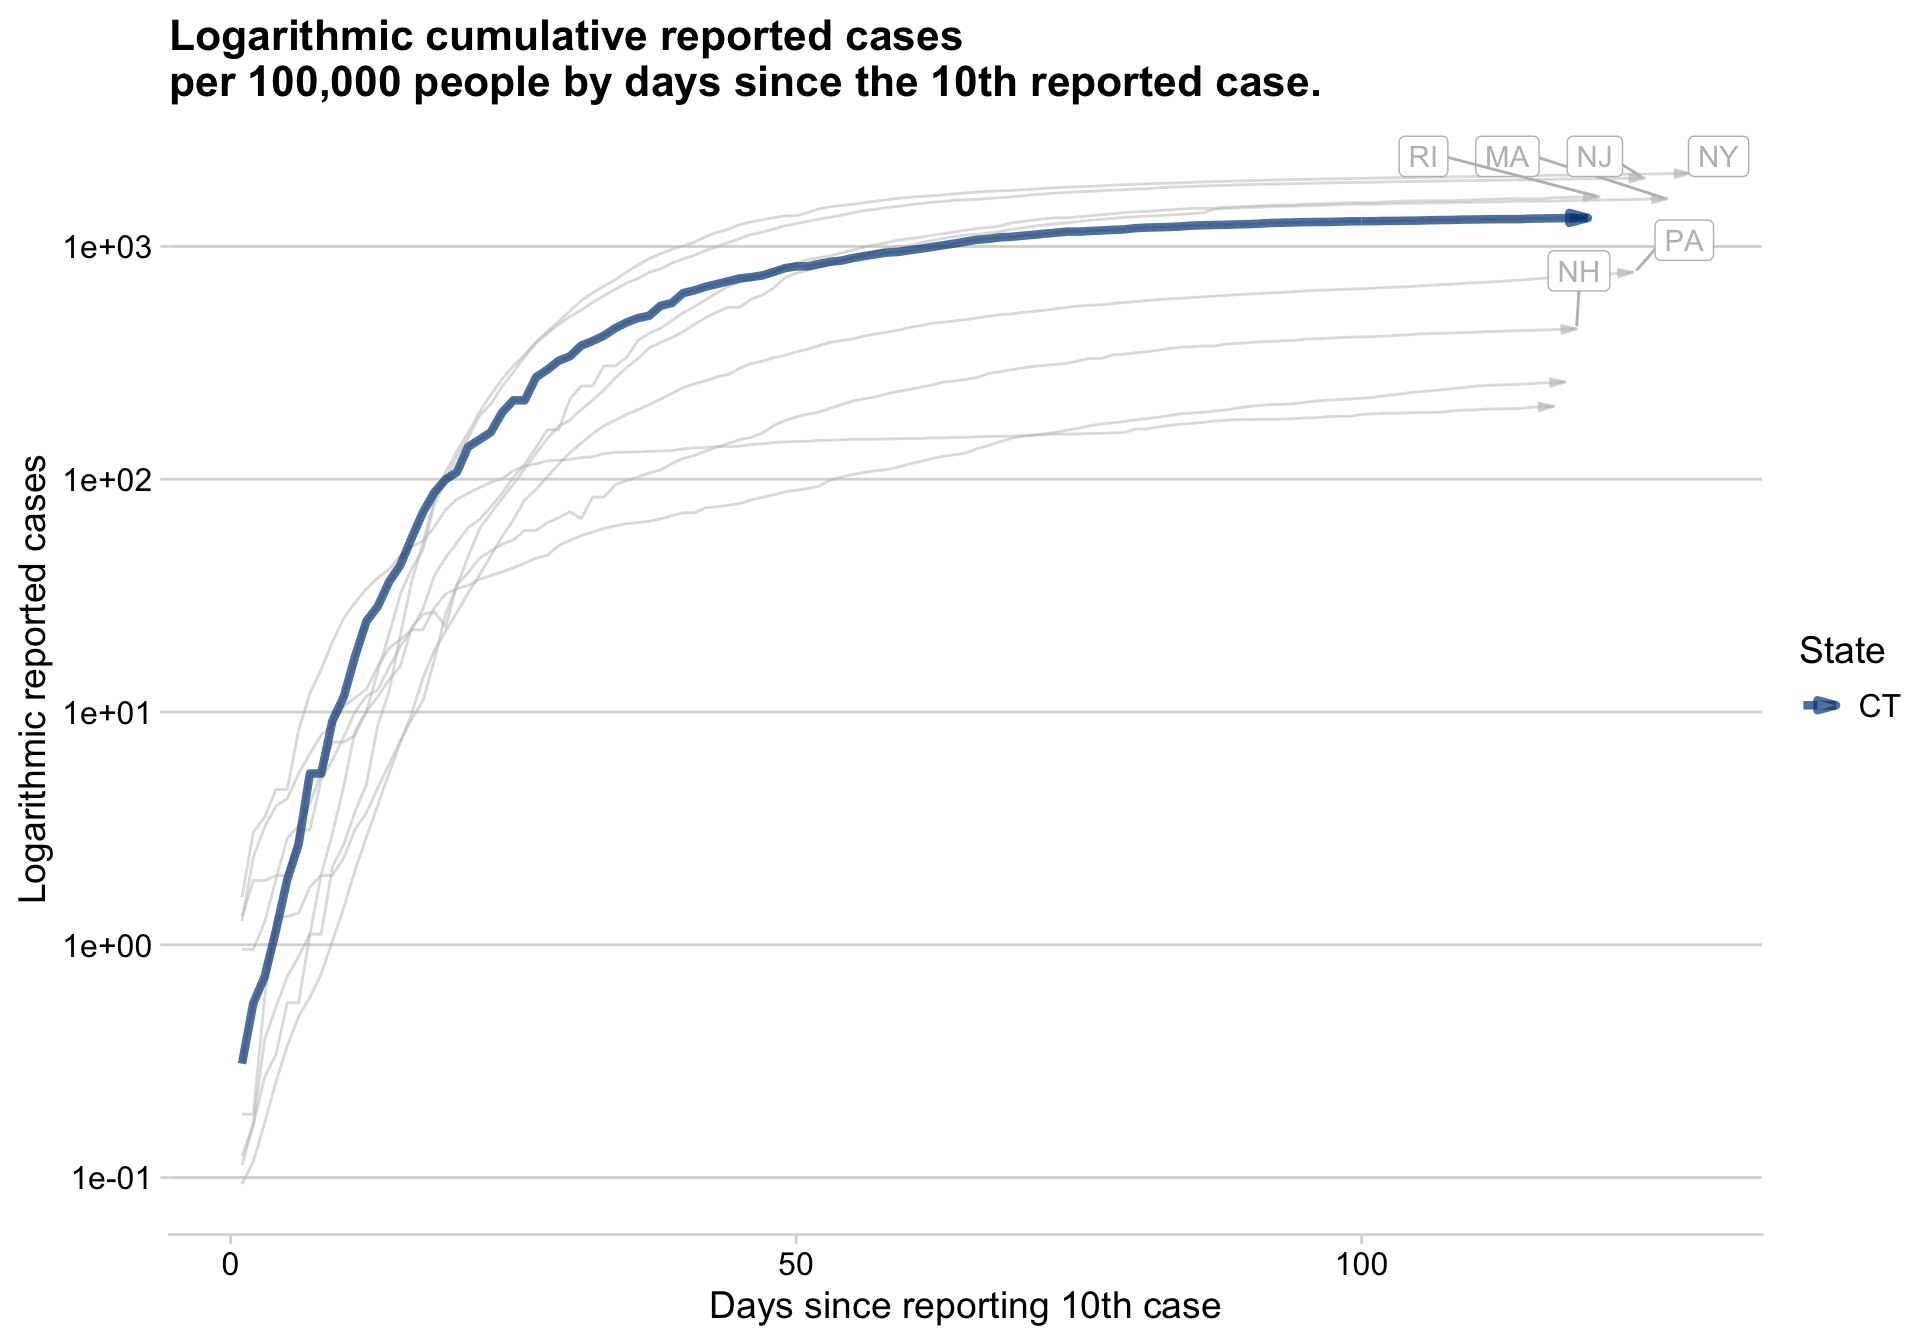 Logarithmic cumulative reported cases
per 100,000 people by days since the 10th reported case.
RI
MA
NJ
NY
PA
NH
1e+03
1e+02
1e+01
1e+00
1e-01
Logarithmic reported cases
State
CT
0
50
100
Days since reporting 10th case